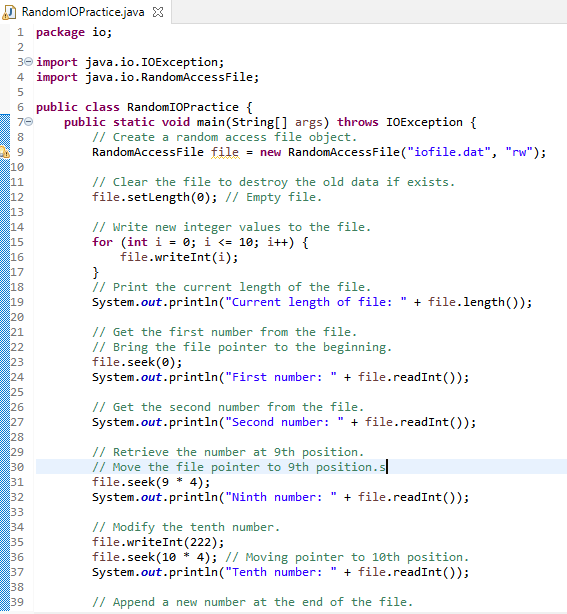 RandomIOPractice.java
1 package io;
2
3 import java.io.IOException;
4 import java.io.RandomAccessFile;
5
6 public class RandomIOPractice {
7     public static void main(String[] args) throws IOException {
8         // Create a random access file object.
9         RandomAccessFile file = new RandomAccessFile("iofile.dat", "rw");
10
11         // Clear the file to destroy the old data if exists.
12         file.setLength(0); // Empty file.
13
14         // Write new integer values to the file.
15         for (int i = 0; i <= 10; i++) {
16             file.writeInt(i);
17         }
18         // Print the current length of the file.
19         System.out.println("Current length of file: " + file.length());
20
21         // Get the first number from the file.
22         // Bring the file pointer to the beginning.
23         file.seek(0);
24         System.out.println("First number: " + file.readInt());
25
26         // Get the second number from the file.
27         System.out.println("Second number: " + file.readInt());
28
29         // Retrieve the number at 9th position.
30         // Move the file pointer to 9th position.s
31         file.seek(9 * 4);
32         System.out.println("Ninth number: " + file.readInt());
33
34         // Modify the tenth number.
35         file.writeInt(222);
36         file.seek(10 * 4); // Moving pointer to 10th position.
37         System.out.println("Tenth number: " + file.readInt());
38
39         // Append a new number at the end of the file.